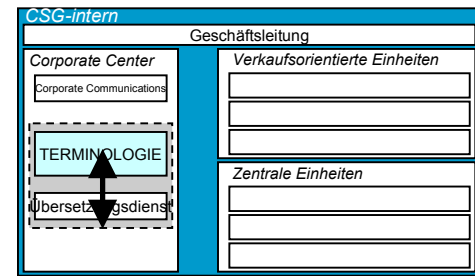 CSG-intern
Geschäftsleitung
Corporate Center
Corporate Communications
TERMINOLOGIE
Übersetzungsdienst
Verkaufsorientierte Einheiten
Zentrale Einheiten